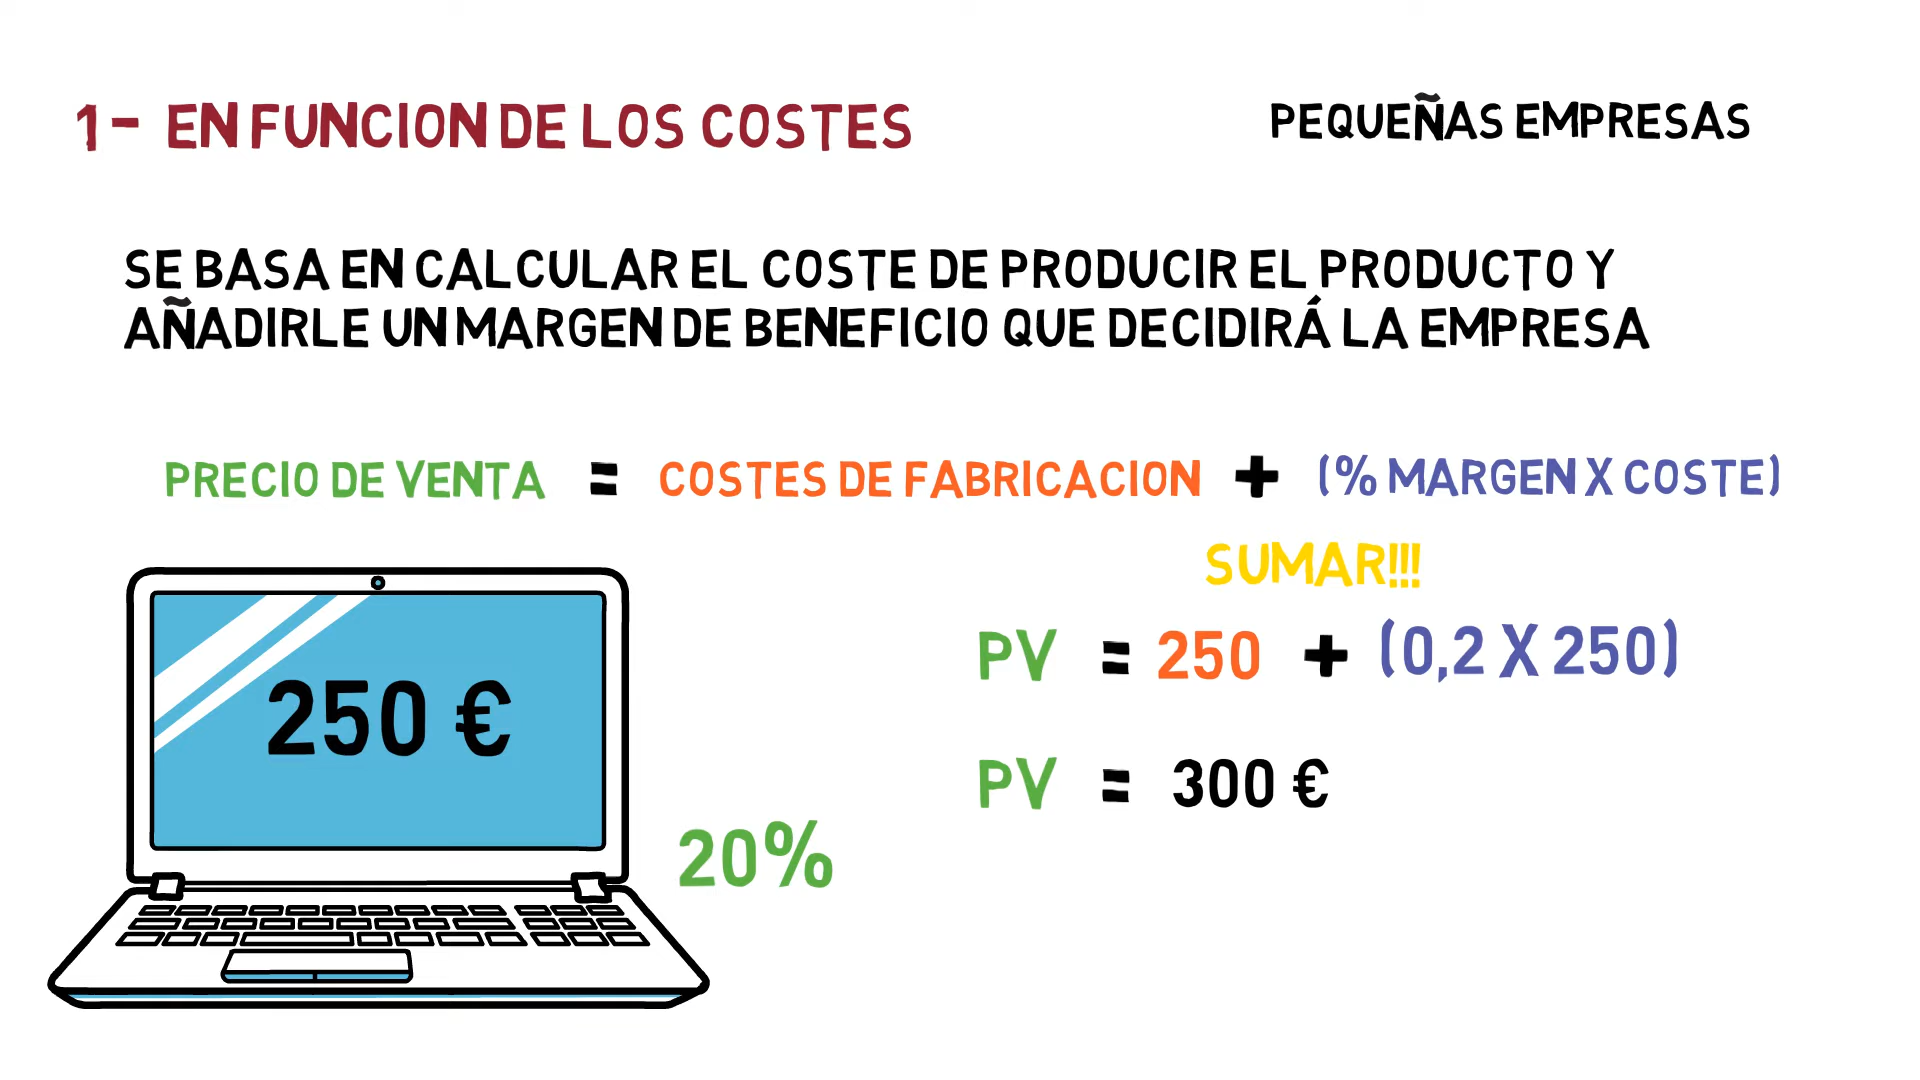 1- EN FUNCION DE LOS COSTES
PEQUEÑAS EMPRESAS
SE BASA EN CALCULAR EL COSTE DE PRODUCIR EL PRODUCTO Y
AÑADIRLE UN MARGEN DE BENEFICIO QUE DECIDIRÁ LA EMPRESA
PRECIO DE VENTA = COSTES DE FABRICACION + (% MARGEN X COSTE)
SUMAR!!!
PV = 250 + (0,2 X 250)
250 €
PV = 300 €
20%